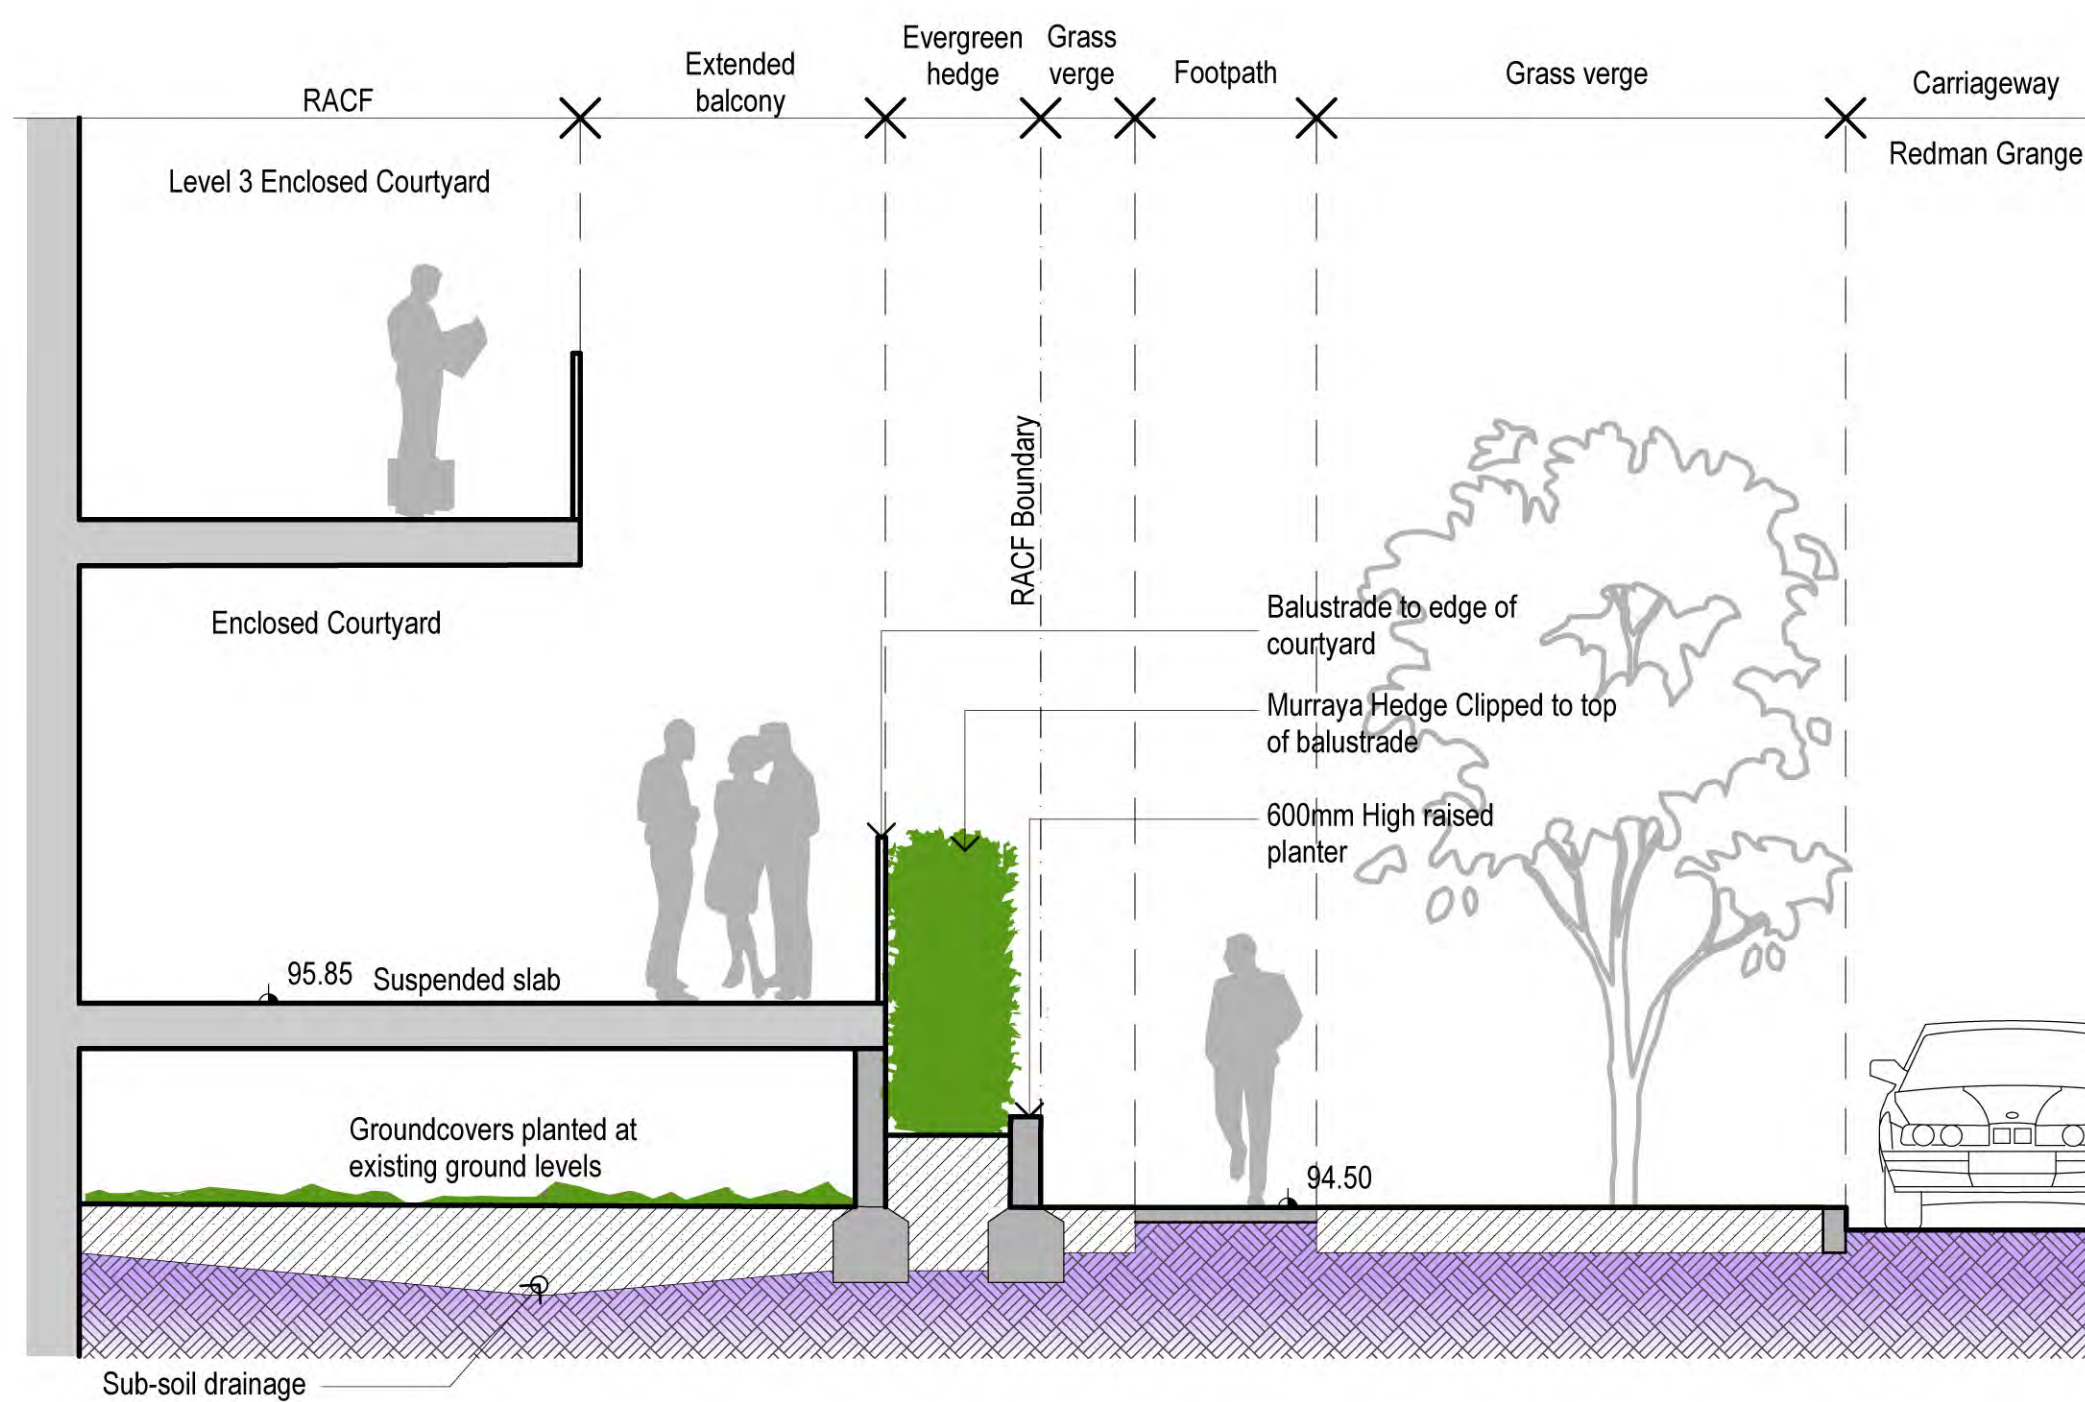 RACF
Extended
balcony
Evergreen
hedge
Grass
verge
Footpath
Grass verge
Carriageway
Redman Grange
Level 3 Enclosed Courtyard
RACF Boundary
Enclosed Courtyard
Balustrade to edge of
courtyard
Murraya Hedge Clipped to top
of balustrade
600mm High raised
planter
95.85 Suspended slab
Groundcovers planted at
existing ground levels
94.50
Sub-soil drainage